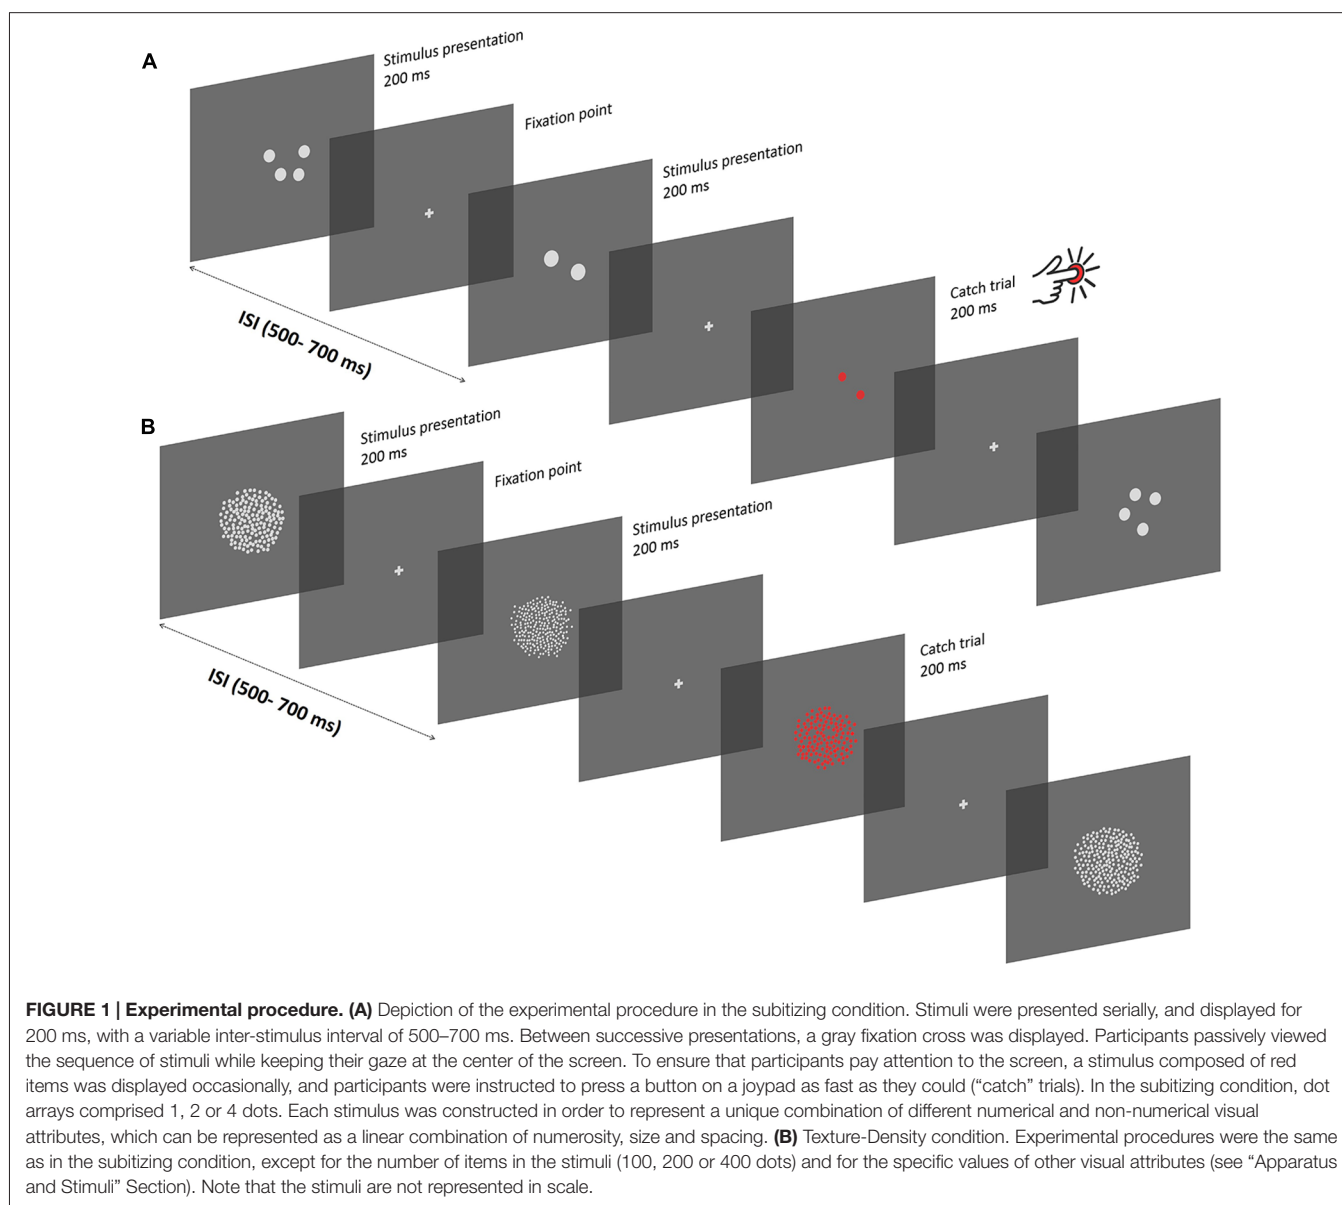 A
Stimulus presentation
200 ms
Fixation point
Stimulus presentation
200 ms
Catch trial
200 ms
ISI (500- 700 ms)
B
Stimulus presentation
200 ms
Fixation point
Stimulus presentation
200 ms
Catch trial
200 ms
ISI (500- 700 ms)
FIGURE 1 | Experimental procedure. (A) Depiction of the experimental procedure in the subitizing condition. Stimuli were presented serially, and displayed for
200 ms, with a variable inter-stimulus interval of 500–700 ms. Between successive presentations, a gray fixation cross was displayed. Participants passively viewed
the sequence of stimuli while keeping their gaze at the center of the screen. To ensure that participants pay attention to the screen, a stimulus composed of red
items was displayed occasionally, and participants were instructed to press a button on a joypad as fast as they could (“catch” trials). In the subitizing condition, dot
arrays comprised 1, 2 or 4 dots. Each stimulus was constructed in order to represent a unique combination of different numerical and non-numerical visual
attributes, which can be represented as a linear combination of numerosity, size and spacing. (B) Texture-Density condition. Experimental procedures were the same
as in the subitizing condition, except for the number of items in the stimuli (100, 200 or 400 dots) and for the specific values of other visual attributes (see “Apparatus
and Stimuli” Section). Note that the stimuli are not represented in scale.